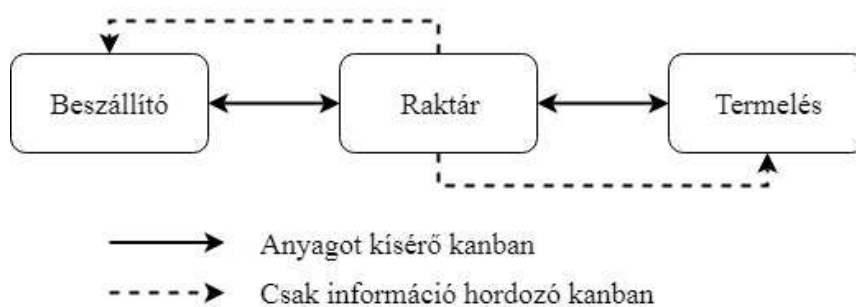 Beszállító
Raktár
Termelés
Anyagot kísérő kanban
Csak információ hordozó kanban